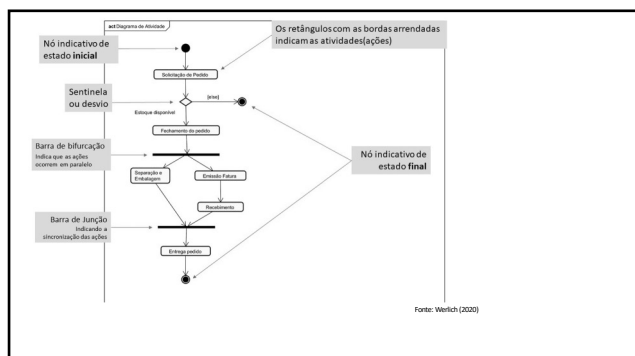 act Diagrama de Atividade
Nó indicativo de
estado inicial
Os retângulos com as bordas arrendadas
indicam as atividades(ações)
Solicitação de Pedido
Sentinela
ou desvio
[else]
Estoque disponível
Fechamento do pedido
Barra de bifurcação
Indica que as ações
ocorrem em paralelo
Nó indicativo de
estado final
Separação e
Embalagem
Emissão Fatura
Recebimento
Barra de Junção
Indicando a
sincronização das ações
Entrega pedido
Fonte: Werlich (2020)